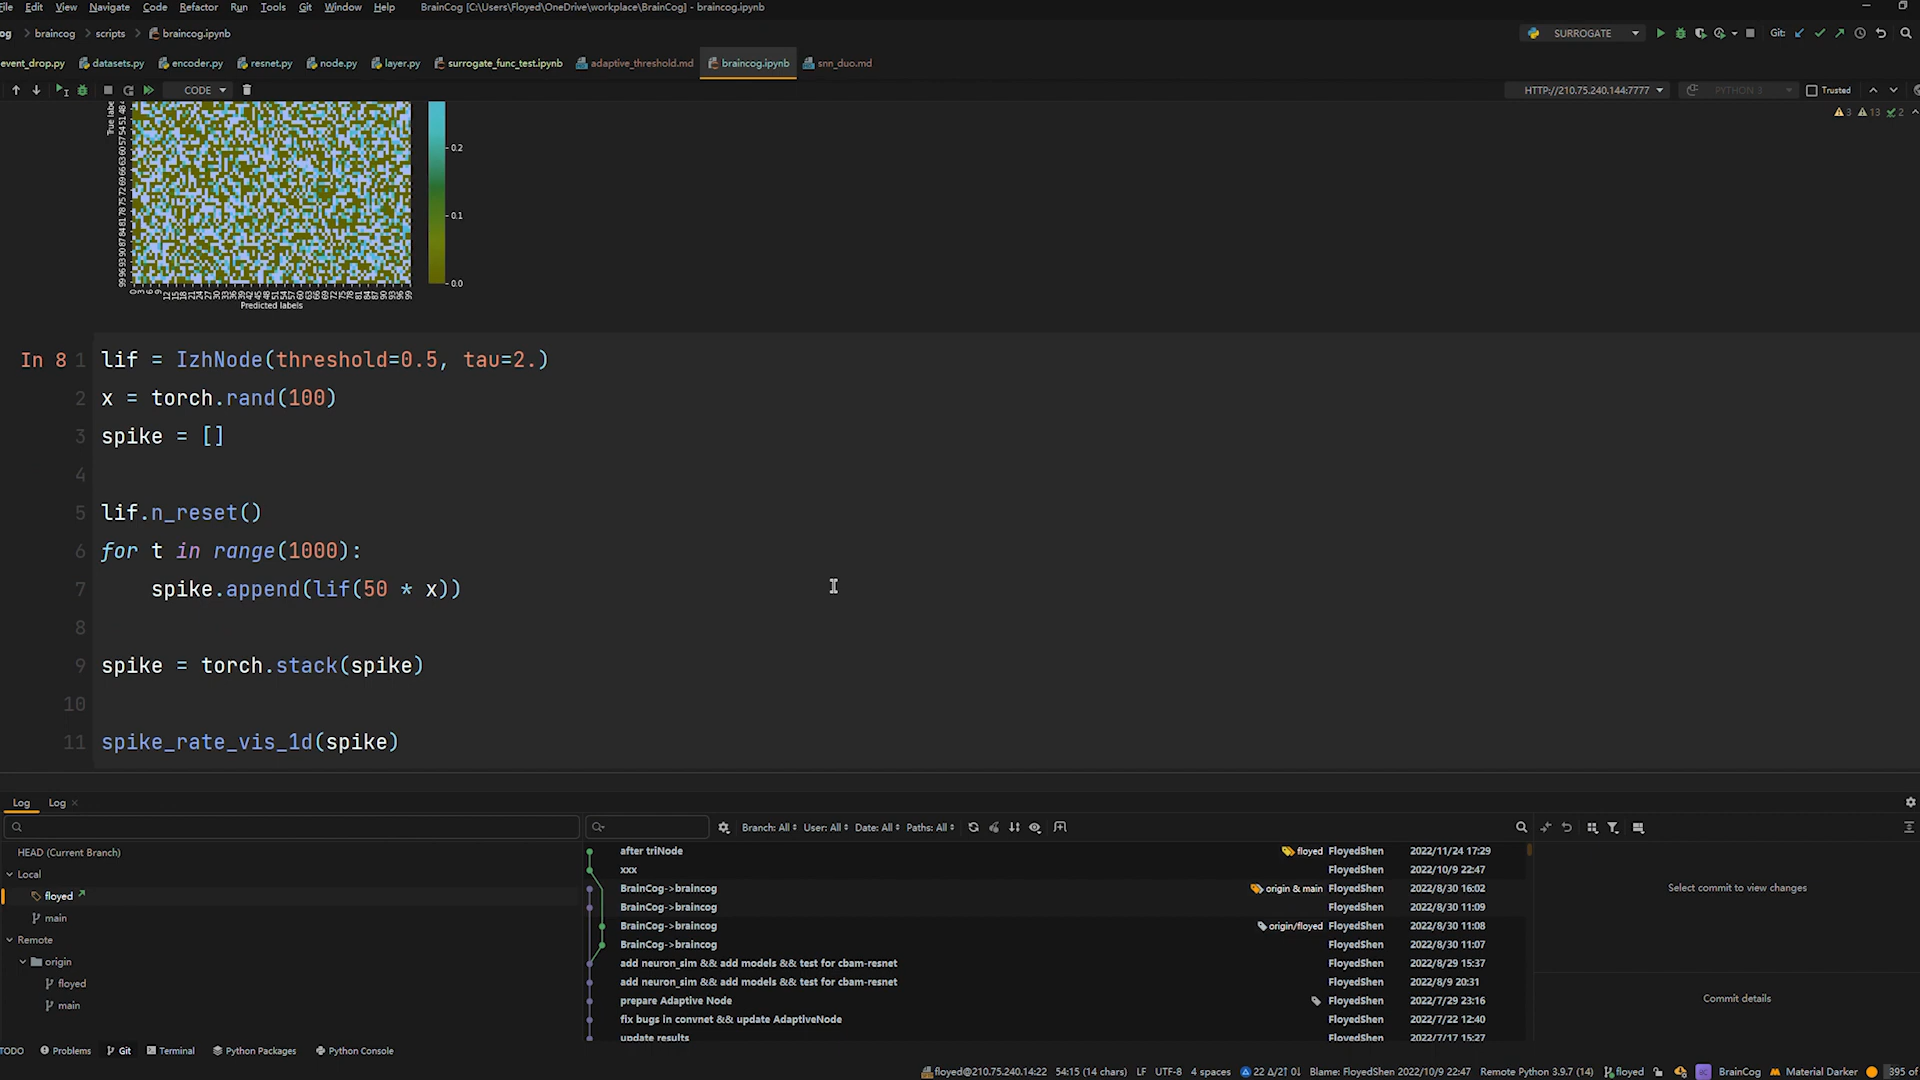 File Edit View Navigate Code Refactor Run Tools Git Window Help BrainCog [C:\Users\Floyed\OneDrive\workplace\BrainCog] - braincog.ipynb
braincog scripts braincog.ipynb SURROGATE Git:
event_drop.py datasets.py encoder.py resnet.py node.py layer.py surrogate_func_test.ipynb adaptive_threshold.md braincog.ipynb snn_duo.md
CODE HTTP://210.75.240.144:7777 PYTHON 3 Trusted
3 13 2
0.2
0.1
0.0
Predicted labels
In 8 1 lif = IzhNode(threshold=0.5, tau=2.)
2 x = torch.rand(100)
3 spike = []
4
5 lif.n_reset()
6 for t in range(1000):
7 spike.append(lif(50 * x))
8
9 spike = torch.stack(spike)
10
11 spike_rate_vis_1d(spike)
Log Log
Branch: All User: All Date: All Paths: All
HEAD (Current Branch)
Local
floyed
main
Remote
origin
floyed
main
after triNode floyed FloyedShen 2022/11/24 17:29
xxx FloyedShen 2022/10/9 22:47
BrainCog->braincog origin & main FloyedShen 2022/8/30 16:02
BrainCog->braincog FloyedShen 2022/8/30 11:09
BrainCog->braincog origin/floyed FloyedShen 2022/8/30 11:08
BrainCog->braincog FloyedShen 2022/8/30 11:07
add neuron_sim && add models && test for cbam-resnet FloyedShen 2022/8/29 15:37
add neuron_sim && add models && test for cbam-resnet FloyedShen 2022/8/9 20:31
prepare Adaptive Node FloyedShen 2022/7/29 23:16
fix bugs in convnet && update AdaptiveNode FloyedShen 2022/7/22 12:40
update results FloyedShen 2022/7/17 15:27
Select commit to view changes
Commit details
TODO Problems Git Terminal Python Packages Python Console
floyed@210.75.240.14:22 54:15 (14 chars) LF UTF-8 4 spaces 22 Δ/2↑ 0↓ Blame: FloyedShen 2022/10/9 22:47 Remote Python 3.9.7 (14) floyed BrainCog Material Darker 395 of